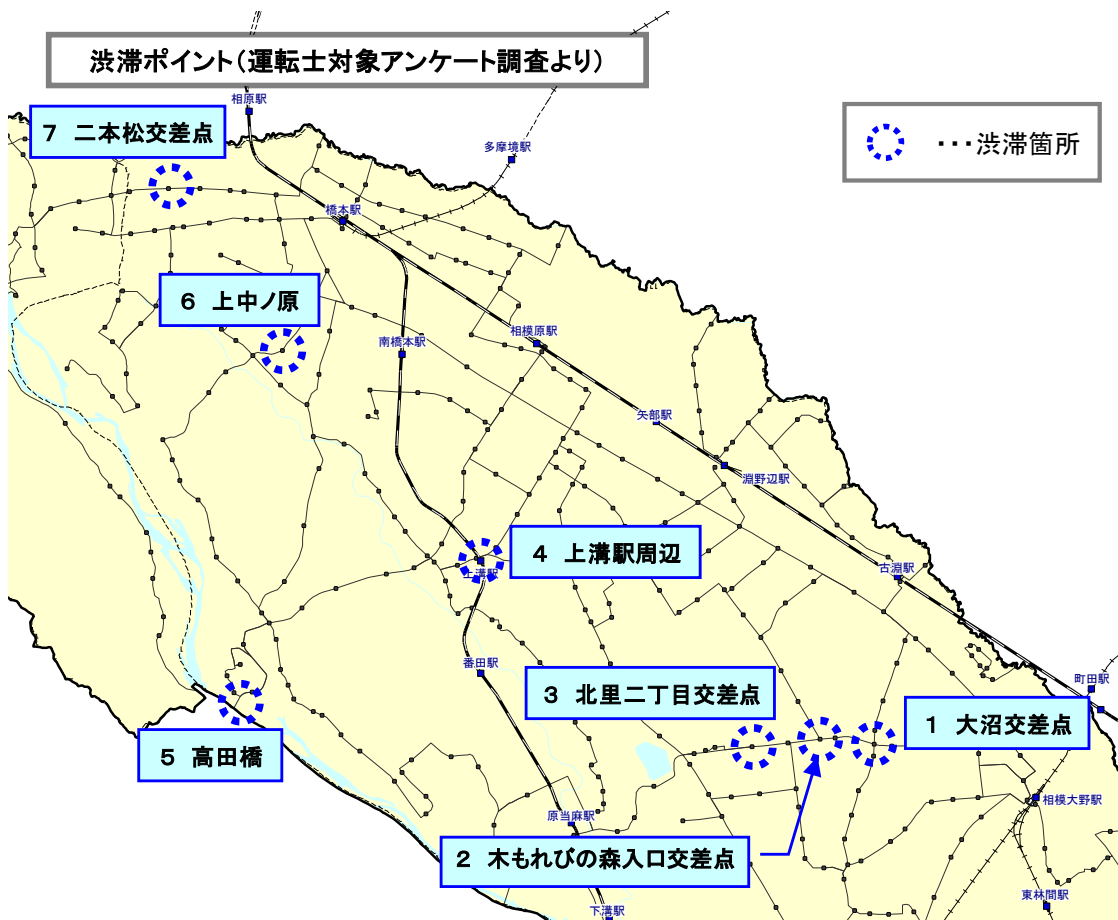 渋滞ポイント(運転士対象アンケート調査より)
・・・渋滞箇所
相原駅
7 二本松交差点
多摩境駅
橋本駅
6 上中ノ原
相模原駅
南橋本駅
矢部駅
淵野辺駅
4 上溝駅周辺
上溝駅
古淵駅
番田駅
3 北里二丁目交差点
町田駅
1 大沼交差点
5 高田橋
相模大野駅
原当麻駅
2 木もれびの森入口交差点
東林間駅
下溝駅